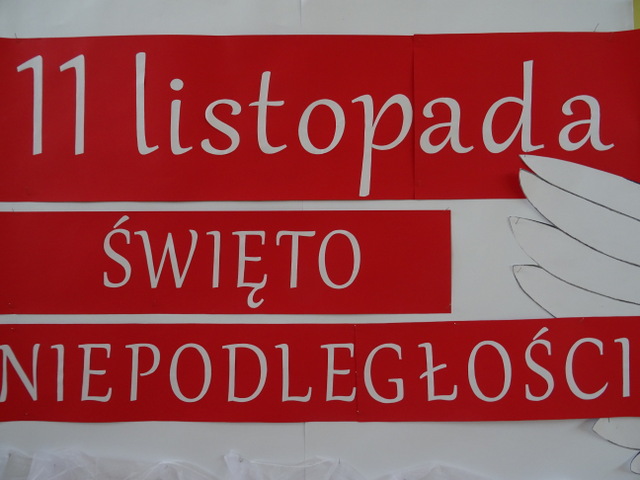 11 listopada
ŚWIĘTO
NIEPODLEGŁOŚCI